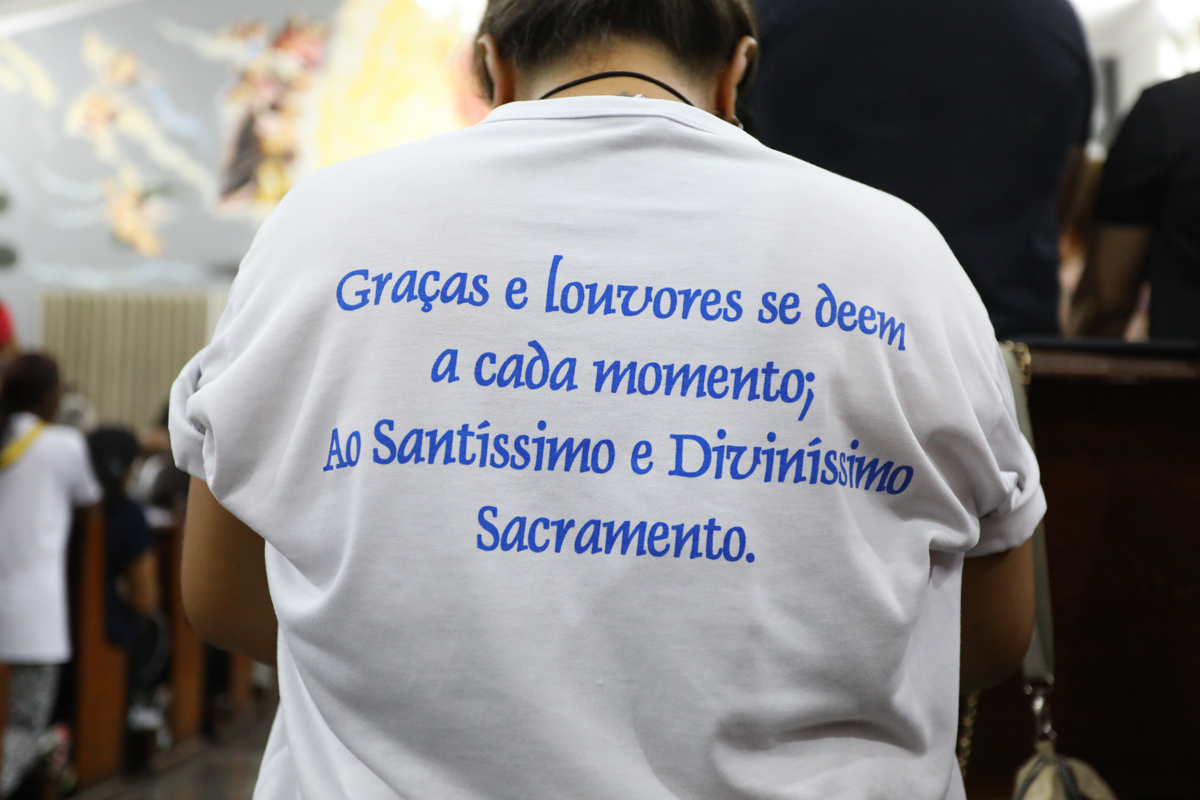 Graças e louvores se deem
a cada momento;
Ao Santíssimo e Diviníssimo
Sacramento.